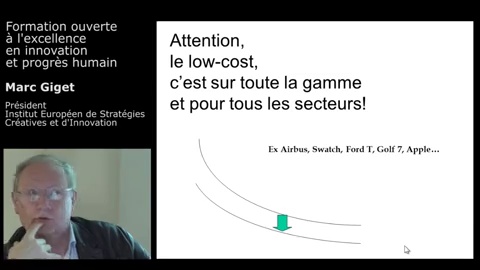 Formation ouverte
à l'excellence
en innovation
et progrès humain
Marc Giget
Président
Institut Européen de Stratégies
Créatives et d'Innovation
Attention,
le low-cost,
c’est sur toute la gamme
et pour tous les secteurs!
Ex Airbus, Swatch, Ford T, Golf 7, Apple…